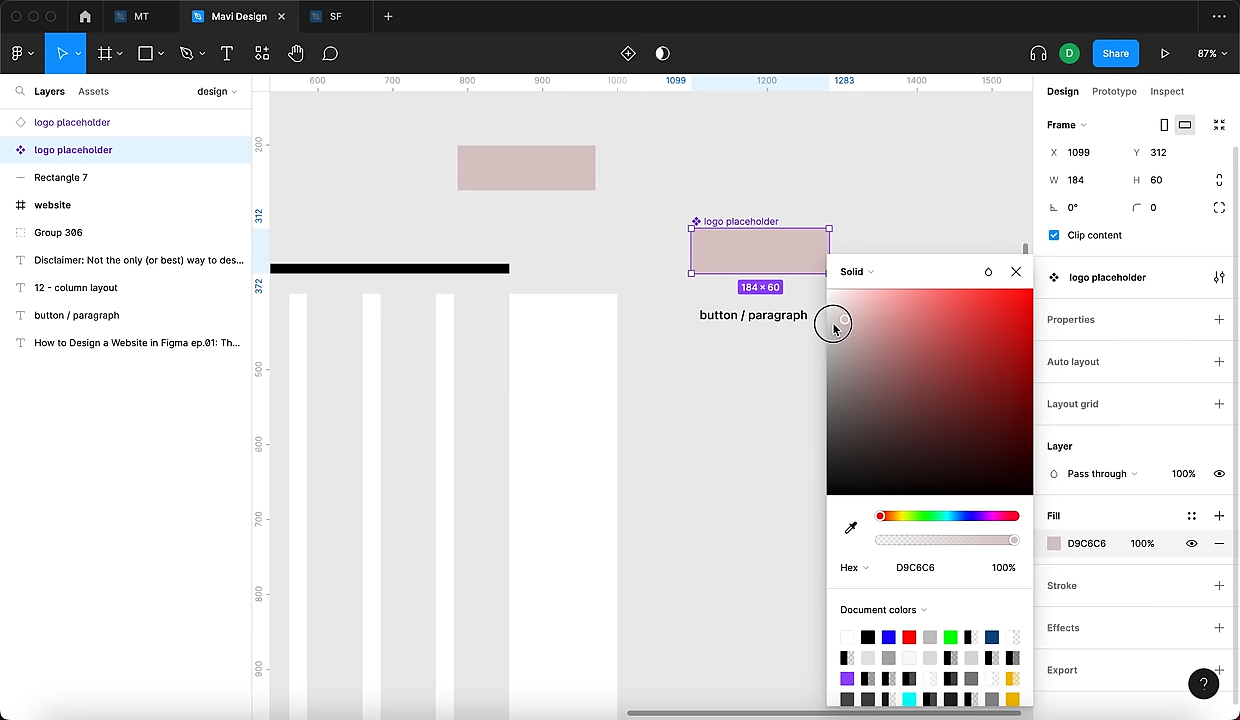 MT
Mavi Design
SF
Share
87%
Layers
Assets
design
logo placeholder
logo placeholder
Rectangle 7
website
Group 306
Disclaimer: Not the only (or best) way to des...
12 - column layout
button / paragraph
How to Design a Website in Figma ep.01: Th...
600
700
800
900
1000
1099
1200
1283
1400
1500
200
312
372
500
600
700
800
900
logo placeholder
184 × 60
button / paragraph
Solid
Hex
D9C6C6
100%
Document colors
Design
Prototype
Inspect
Frame
X 1099
Y 312
W 184
H 60
0°
0
Clip content
logo placeholder
Properties
Auto layout
Layout grid
Layer
Pass through
100%
Fill
D9C6C6
100%
Stroke
Effects
Export
?
D